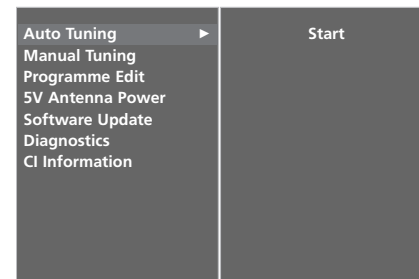 Auto Tuning ► Start
Manual Tuning
Programme Edit
5V Antenna Power
Software Update
Diagnostics
CI Information